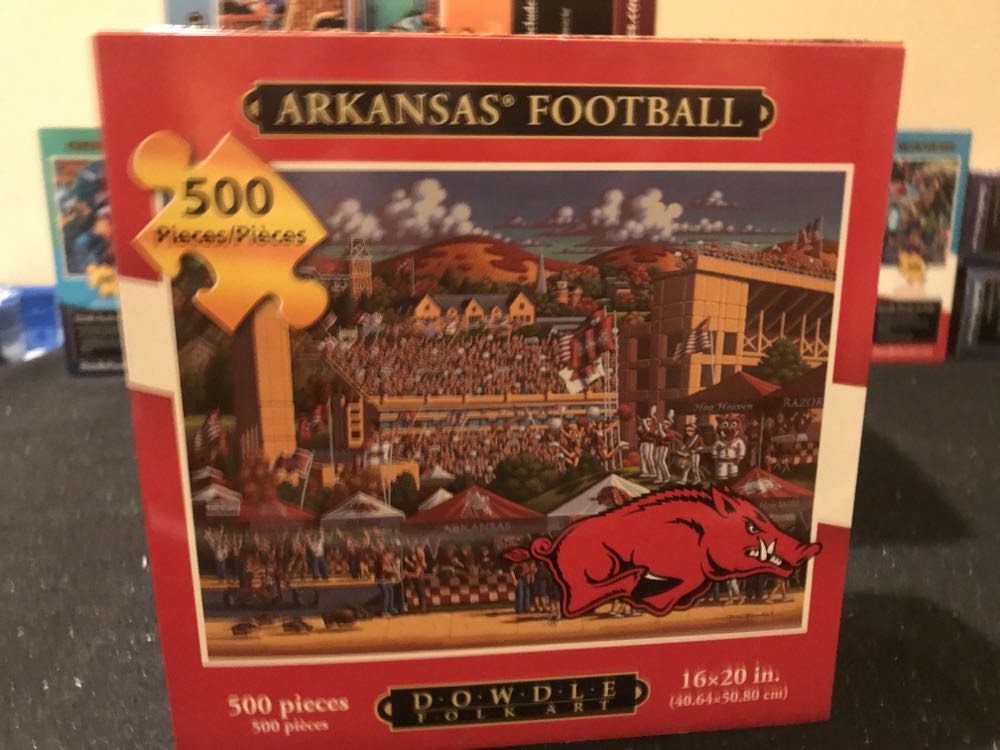 ARKANSAS® FOOTBALL
500
Pieces/Pièces
Hog Heaven
RAZOR
ARKANSAS
500 pieces
500 pièces
D·O·W·D·L·E
FOLK ART
16×20 in.
(40.64×50.80 cm)